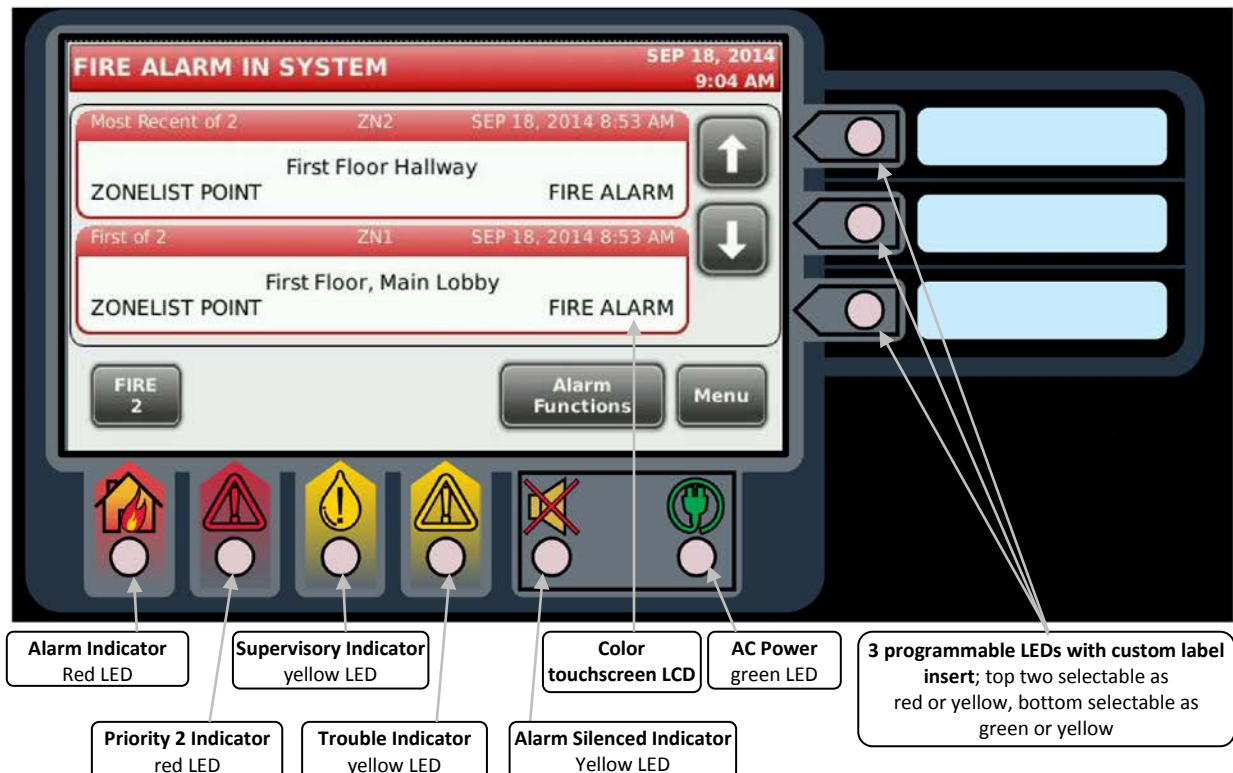 FIRE ALARM IN SYSTEM
SEP 18, 2014
9:04 AM
Most Recent of 2 ZN2 SEP 18, 2014 8:53 AM
First Floor Hallway
ZONELIST POINT FIRE ALARM
First of 2 ZN1 SEP 18, 2014 8:53 AM
First Floor, Main Lobby
ZONELIST POINT FIRE ALARM
FIRE
2
Alarm
Functions
Menu
Alarm Indicator
Red LED
Supervisory Indicator
yellow LED
Color
touchscreen LCD
AC Power
green LED
3 programmable LEDs with custom label
insert; top two selectable as
red or yellow, bottom selectable as
green or yellow
Priority 2 Indicator
red LED
Trouble Indicator
yellow LED
Alarm Silenced Indicator
Yellow LED